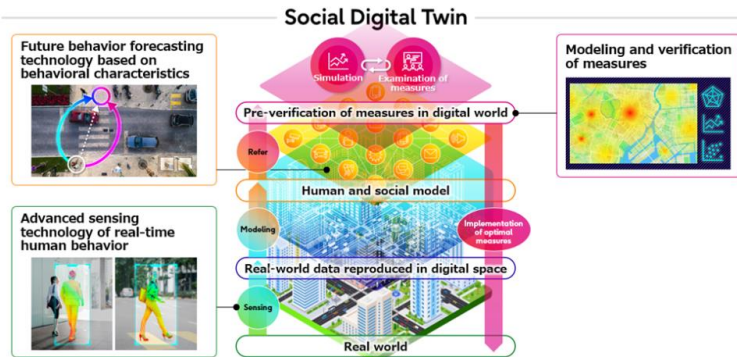 Social Digital Twin
Future behavior forecasting
technology based on
behavioral characteristics
Simulation
Examination of
measures
Modeling and verification
of measures
Pre-verification of measures in digital world
Refer
Human and social model
Advanced sensing
technology of real-time
human behavior
Modeling
Implementation
of optimal
measures
Real-world data reproduced in digital space
Sensing
Real world